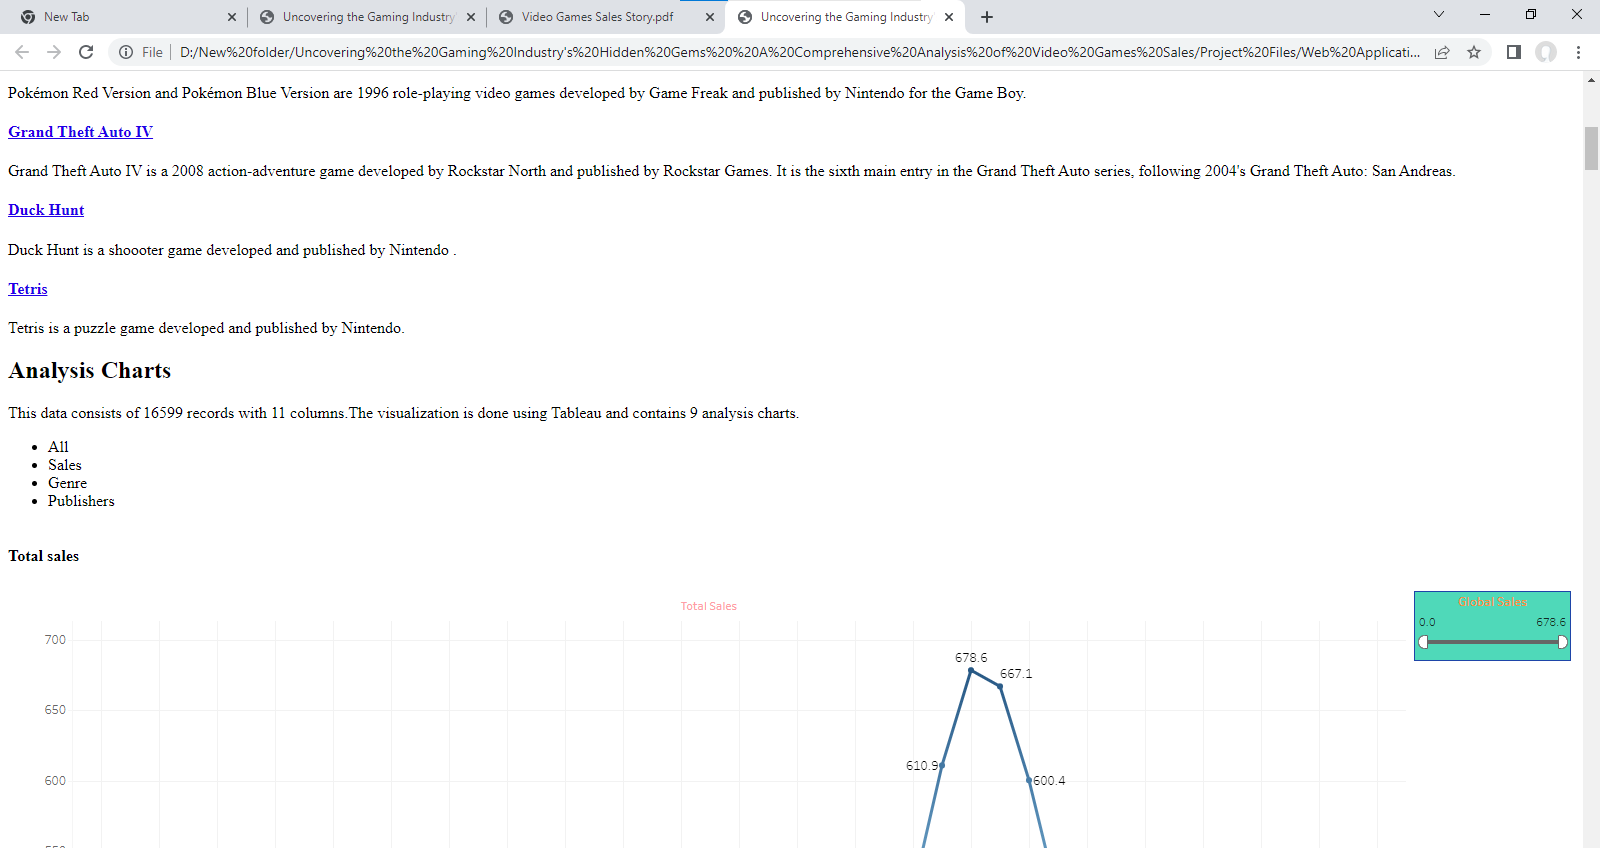 New Tab
Uncovering the Gaming Industry'
Video Games Sales Story.pdf
Uncovering the Gaming Industry'
File
D:/New%20folder/Uncovering%20the%20Gaming%20Industry's%20Hidden%20Gems%20%20A%20Comprehensive%20Analysis%20of%20Video%20Games%20Sales/Project%20Files/Web%20Applicati...
Pokémon Red Version and Pokémon Blue Version are 1996 role-playing video games developed by Game Freak and published by Nintendo for the Game Boy.
Grand Theft Auto IV
Grand Theft Auto IV is a 2008 action-adventure game developed by Rockstar North and published by Rockstar Games. It is the sixth main entry in the Grand Theft Auto series, following 2004's Grand Theft Auto: San Andreas.
Duck Hunt
Duck Hunt is a shoooter game developed and published by Nintendo .
Tetris
Tetris is a puzzle game developed and published by Nintendo.
Analysis Charts
This data consists of 16599 records with 11 columns.The visualization is done using Tableau and contains 9 analysis charts.
• All
• Sales
• Genre
• Publishers
Total sales
Total Sales
Global Sales
0.0 678.6
700
678.6
667.1
650
610.9
600
600.4
550